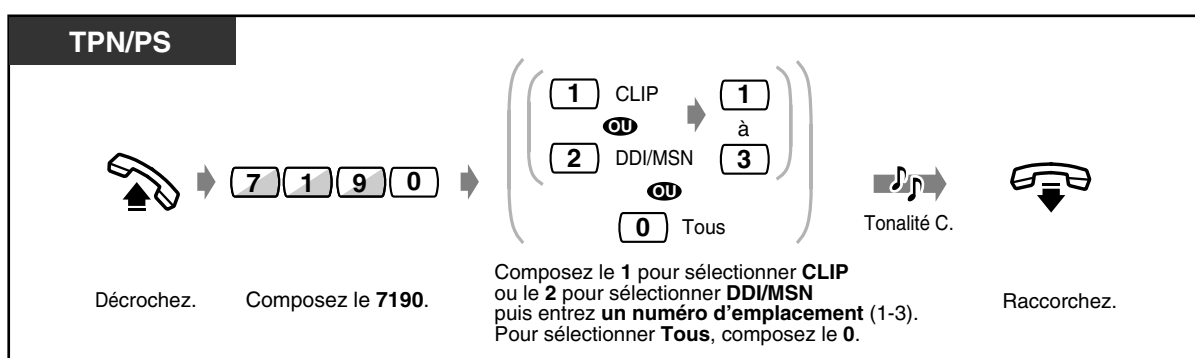 TPN/PS
1 CLIP 1
OU à
2 DDI/MSN 3
7 1 9 0
OU
0 Tous
Tonalité C.
Décrochez.
Composez le 7190.
Composez le 1 pour sélectionner CLIP
ou le 2 pour sélectionner DDI/MSN
puis entrez un numéro d'emplacement (1-3).
Pour sélectionner Tous, composez le 0.
Raccorchez.